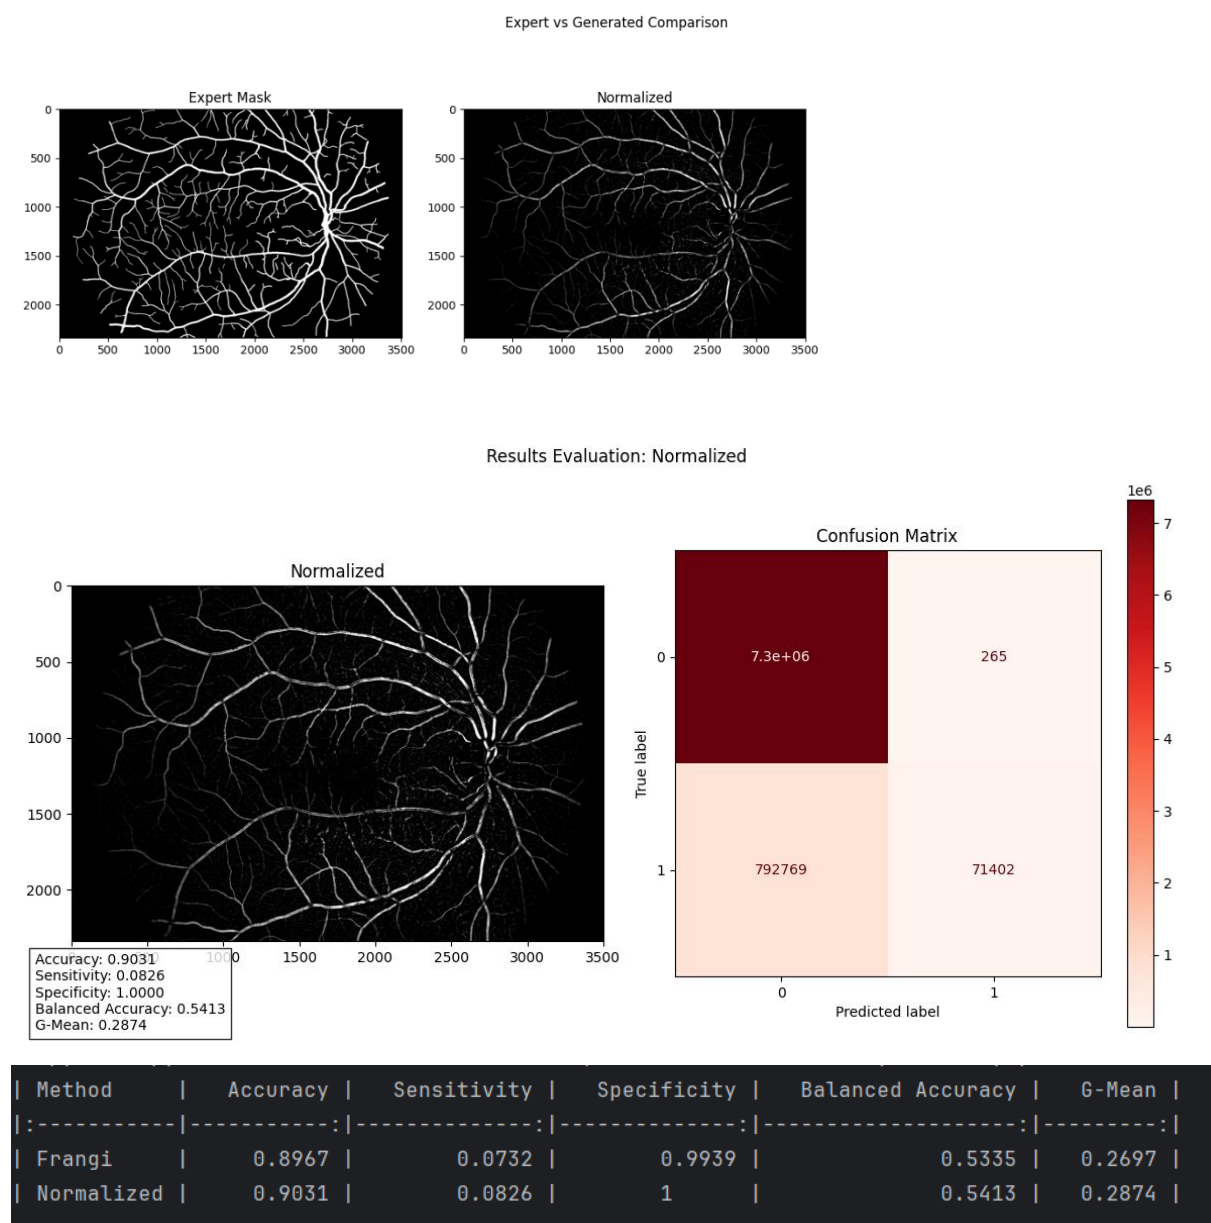 Expert vs Generated Comparison
Expert Mask
0
500
1000
1500
2000
0 500 1000 1500 2000 2500 3000 3500
Normalized
0
500
1000
1500
2000
0 500 1000 1500 2000 2500 3000 3500
Results Evaluation: Normalized
Normalized
0
500
1000
1500
2000
1000 1500 2000 2500 3000 3500
Accuracy: 0.9031
Sensitivity: 0.0826
Specificity: 1.0000
Balanced Accuracy: 0.5413
G-Mean: 0.2874
Confusion Matrix
True label
0
1
7.3e+06 265
792769 71402
0 1
Predicted label
1e6
7
6
5
4
3
2
1
| Method | Accuracy | Sensitivity | Specificity | Balanced Accuracy | G-Mean |
|:-----------|-----------:|--------------:|--------------:|--------------------:|---------:|
| Frangi | 0.8967 | 0.0732 | 0.9939 | 0.5335 | 0.2697 |
| Normalized | 0.9031 | 0.0826 | 1 | 0.5413 | 0.2874 |